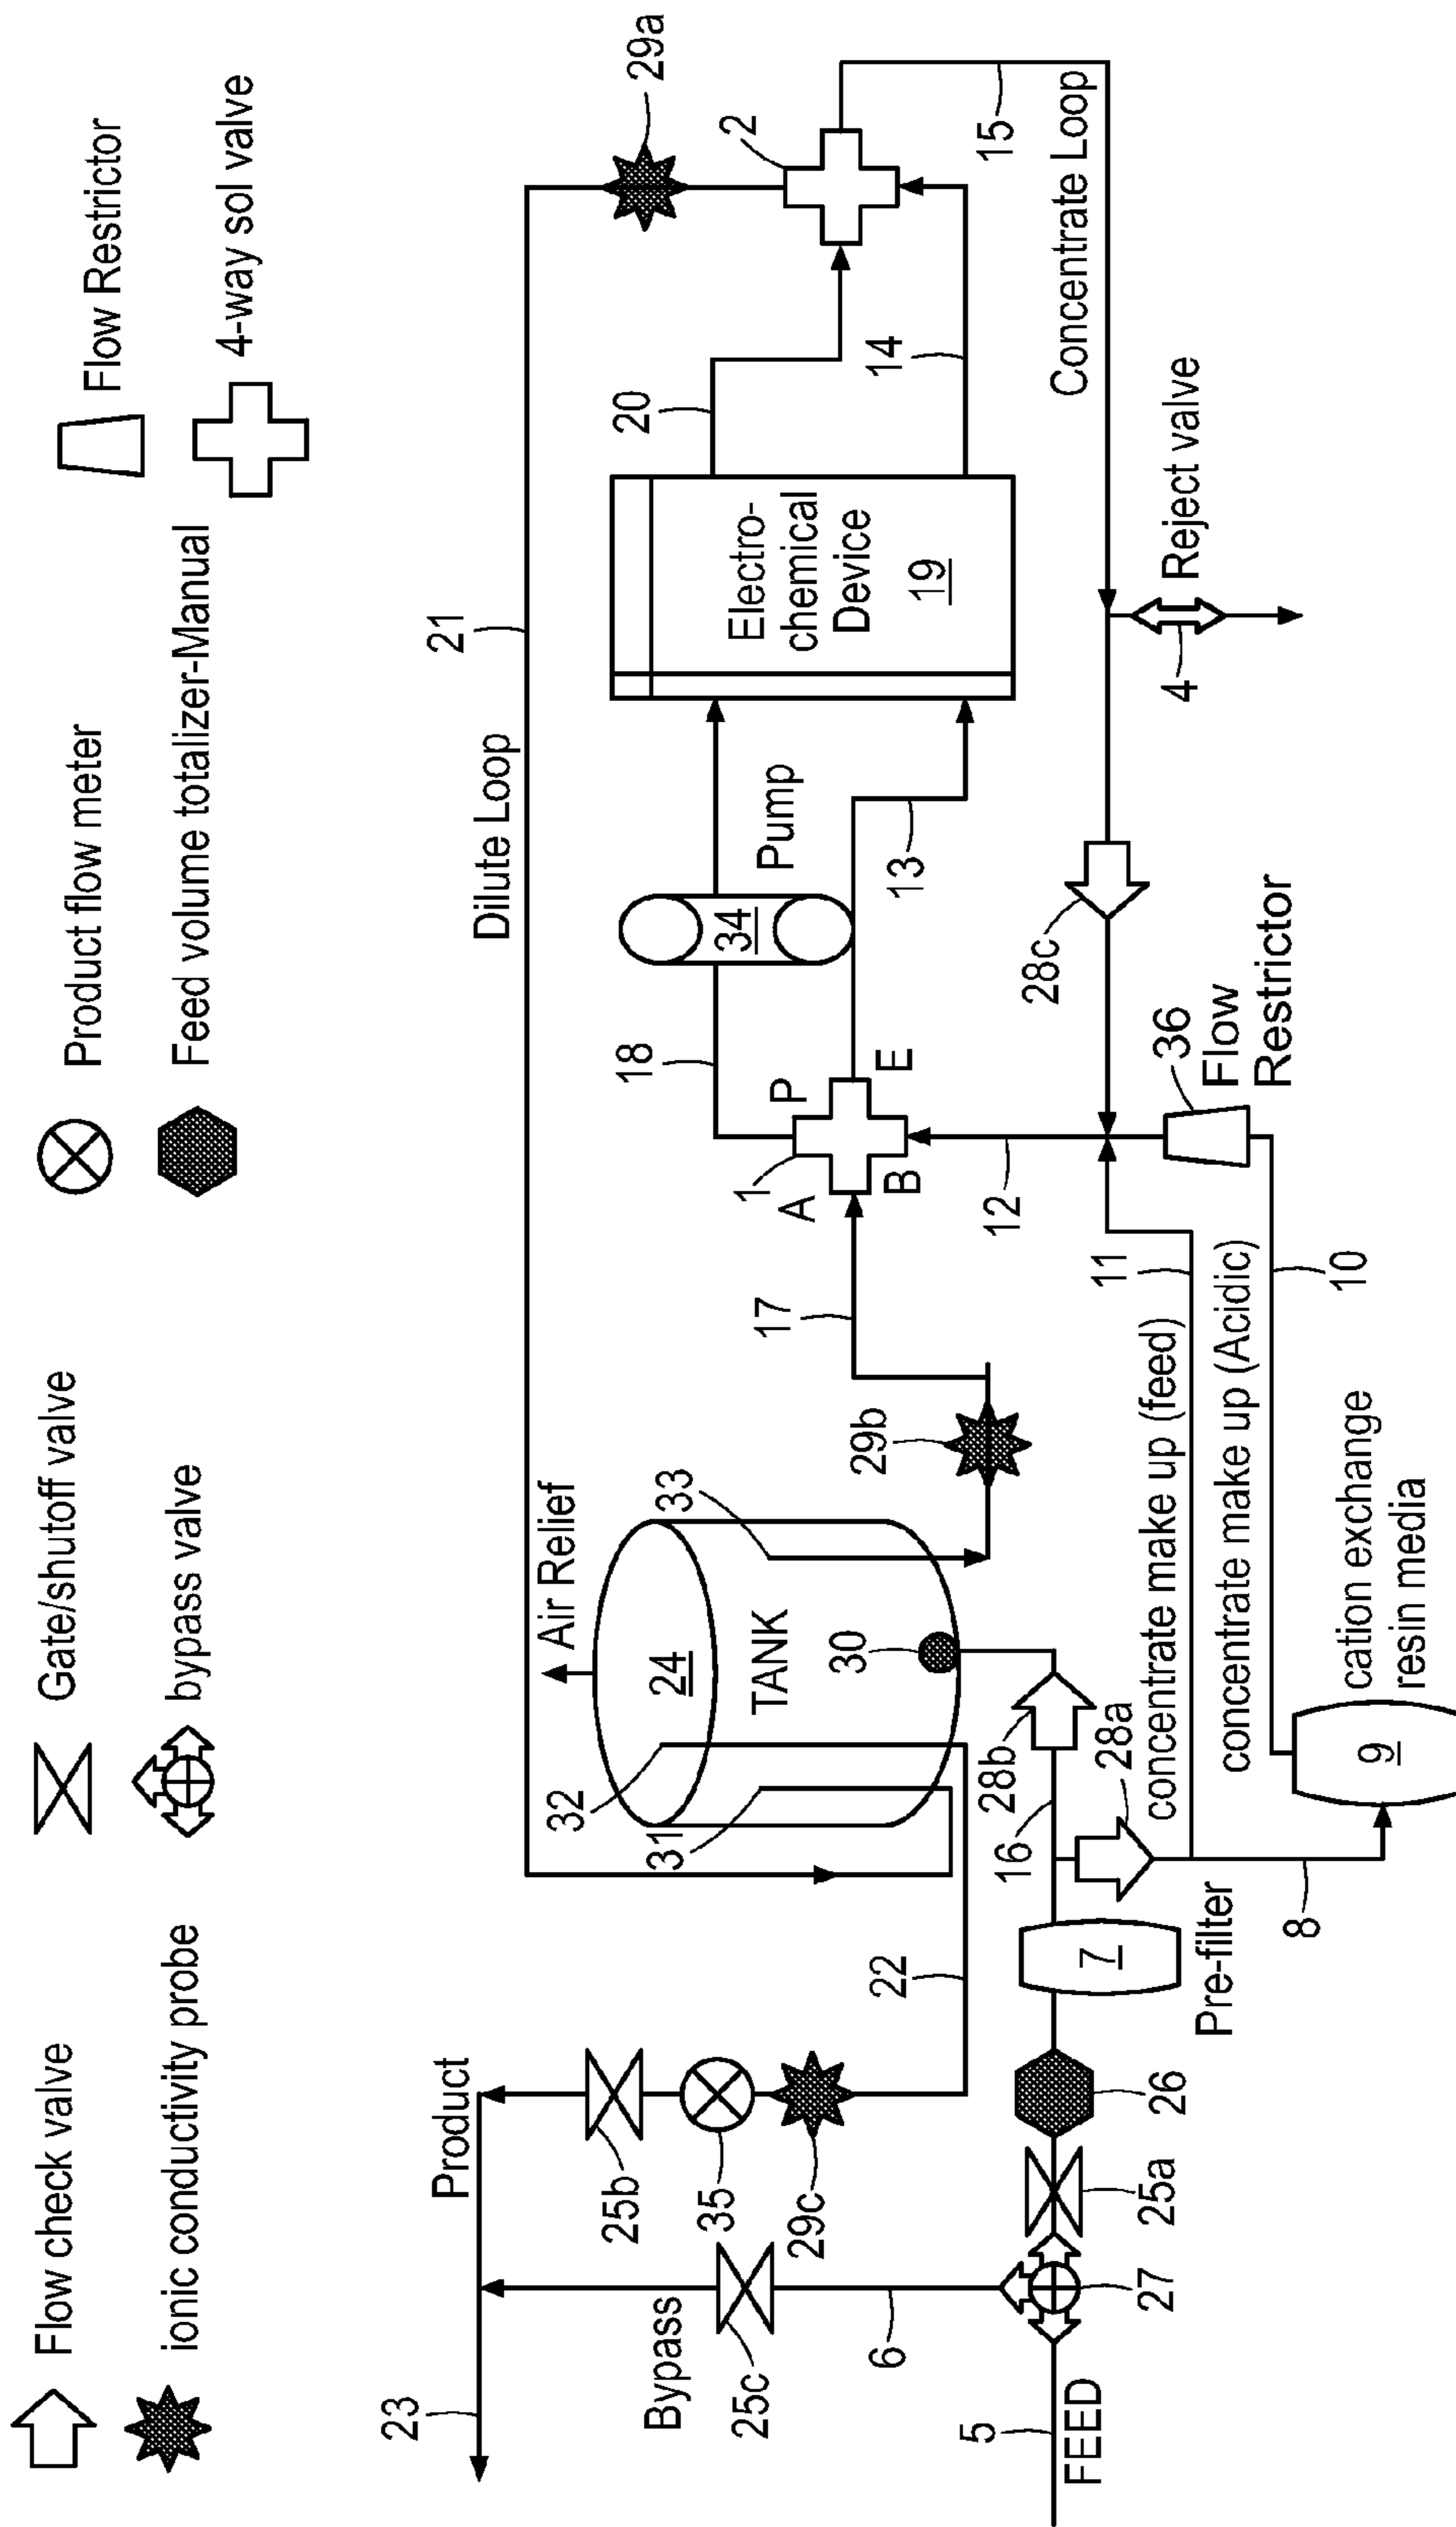 Flow check valve
Gate/shutoff valve
Product flow meter
Flow Restrictor
ionic conductivity probe
bypass valve
Feed volume totalizer-Manual
4-way sol valve
23
Product
21
Dilute Loop
29a
Air Relief
25b
32
24
33
18
34
Pump
20
2
31
TANK
1
P
Electro-
chemical
Device
19
Bypass
25c
35
29c
22
30
29b
17
A
B
E
13
14
15
6
16
28b
12
28c
Concentrate Loop
5
FEED
27
25a
26
7
Pre-filter
28a
concentrate make up (feed)
11
36
Flow
Restrictor
4
Reject valve
8
concentrate make up (Acidic)
10
9
cation exchange
resin media